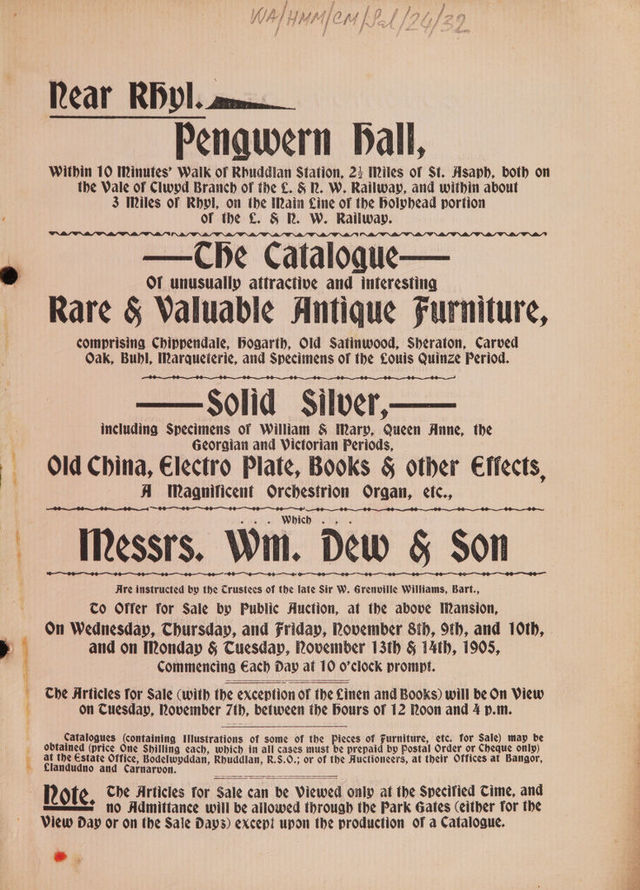 WA/HMM/CM/Sal/24/32
Near Rhyl.
Pengwern Hall,
Within 10 Minutes' Walk of Rhuddlan Station, 2½ Miles of St. Asaph, both on
the Vale of Clwyd Branch of the L. & N. W. Railway, and within about
3 Miles of Rhyl, on the Main Line of the Holyhead portion
of the L. & N. W. Railway.
The Catalogue
Of unusually attractive and interesting
Rare & Valuable Antique Furniture,
comprising Chippendale, Hogarth, Old Satinwood, Sheraton, Carved
Oak, Buhl, Marqueterie, and Specimens of the Louis Quinze Period.
Solid Silver,
including Specimens of William & Mary, Queen Anne, the
Georgian and Victorian Periods,
Old China, Electro Plate, Books & other Effects,
A Magnificent Orchestrion Organ, etc.,
. . . Which . . .
Messrs. Wm. Dew & Son
Are instructed by the Trustees of the late Sir W. Grenville Williams, Bart.,
To Offer for Sale by Public Auction, at the above Mansion,
On Wednesday, Thursday, and Friday, November 8th, 9th, and 10th,
and on Monday & Tuesday, November 13th & 14th, 1905,
Commencing Each Day at 10 o'clock prompt.
The Articles for Sale (with the exception of the Linen and Books) will be On View
on Tuesday, November 7th, between the hours of 12 Noon and 4 p.m.
Catalogues (containing Illustrations of some of the Pieces of Furniture, etc. for Sale) may be
obtained (price One Shilling each, which in all cases must be prepaid by Postal Order or Cheque only)
at the Estate Office, Bodelwyddan, Rhuddlan, R.S.O.; or of the Auctioneers, at their Offices at Bangor,
Llandudno and Carnarvon.
Note. The Articles for Sale can be Viewed only at the Specified Time, and
no Admittance will be allowed through the Park Gates (either for the
View Day or on the Sale Days) except upon the production of a Catalogue.